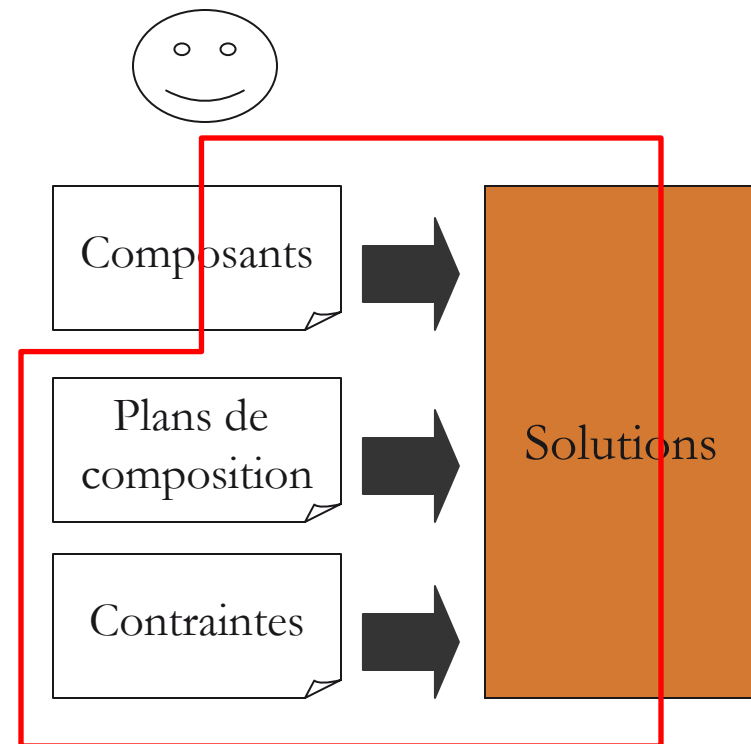 Composants
Plans de
composition
Solutions
Contraintes